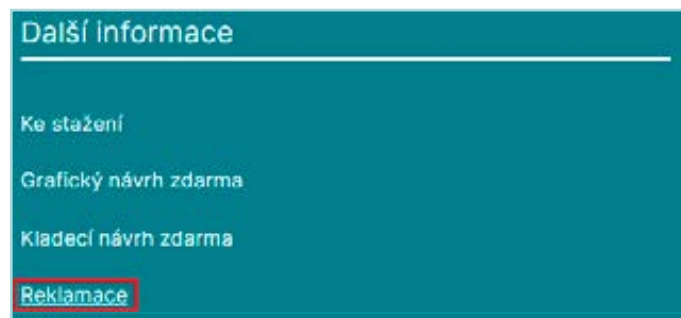 Další informace
Ke stažení
Grafický návrh zdarma
Kladecí návrh zdarma
Reklamace